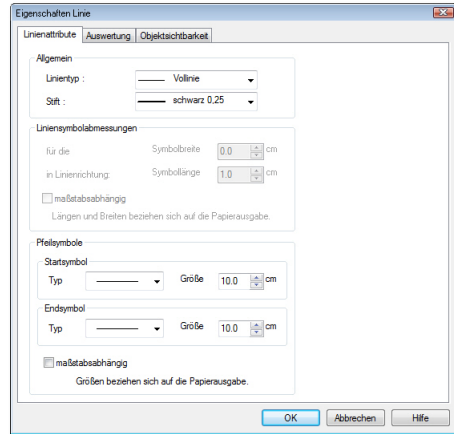 Eigenschaften Linie
Linienattribute Auswertung Objektsichtbarkeit
Allgemein
Linientyp : Vollinie
Stift : schwarz 0,25
Liniensymbolabmessungen
für die Symbolbreite 0.0 cm
in Linienrichtung: Symbollänge 1.0 cm
maßstabsabhängig
Längen und Breiten beziehen sich auf die Papierausgabe.
Pfeilsymbole
Startsymbol
Typ Größe 10.0 cm
Endsymbol
Typ Größe 10.0 cm
maßstabsabhängig
Größen beziehen sich auf die Papierausgabe.
OK Abbrechen Hilfe